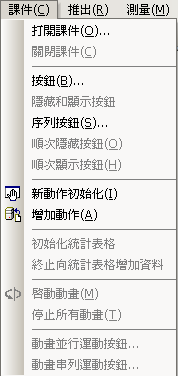 課件(C) 推出(R) 測量(M)
打開課件(O)...
關閉課件(C)
按鈕(B)...
隱藏和顯示按鈕
序列按鈕(S)...
順次隱藏按鈕(O)
順次顯示按鈕(H)
新動作初始化(I)
增加動作(A)
初始化統計表格
終止向統計表格增加資料
啓動動畫(M)
停止所有動畫(T)
動畫並行運動按鈕...
動畫串列運動按鈕...